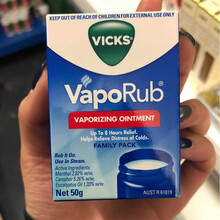 KEEP OUT OF REACH OF CHILDREN. FOR EXTERNAL USE ONLY.
VICKS
VapoRub®
VAPORIZING OINTMENT
Up To 8 Hours Relief.
Helps Relieve Distress of Colds.
FAMILY PACK
Rub It On.
Use In Steam.
Active Ingredients
Menthol 2.82% w/w,
Camphor 5.26% w/w,
Eucalyptus Oil 1.33% w/w
Net 50g
AUST R 61019